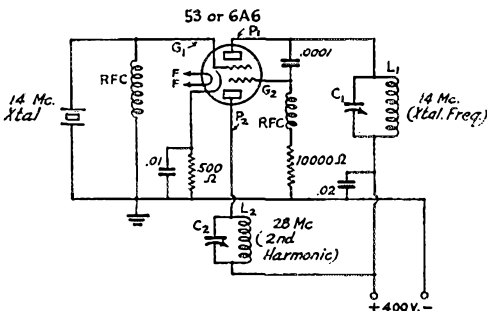 53 or 6A6
P1
G1
.0001
L1
RFC
F
F
G2
C1
14 Mc.
(Xtal. Freq.)
14 Mc.
Xtal
P2
RFC
.01
500
Ω
10000Ω
.02
L2
C2
28 Mc
(2nd
Harmonic)
+ 400V. -